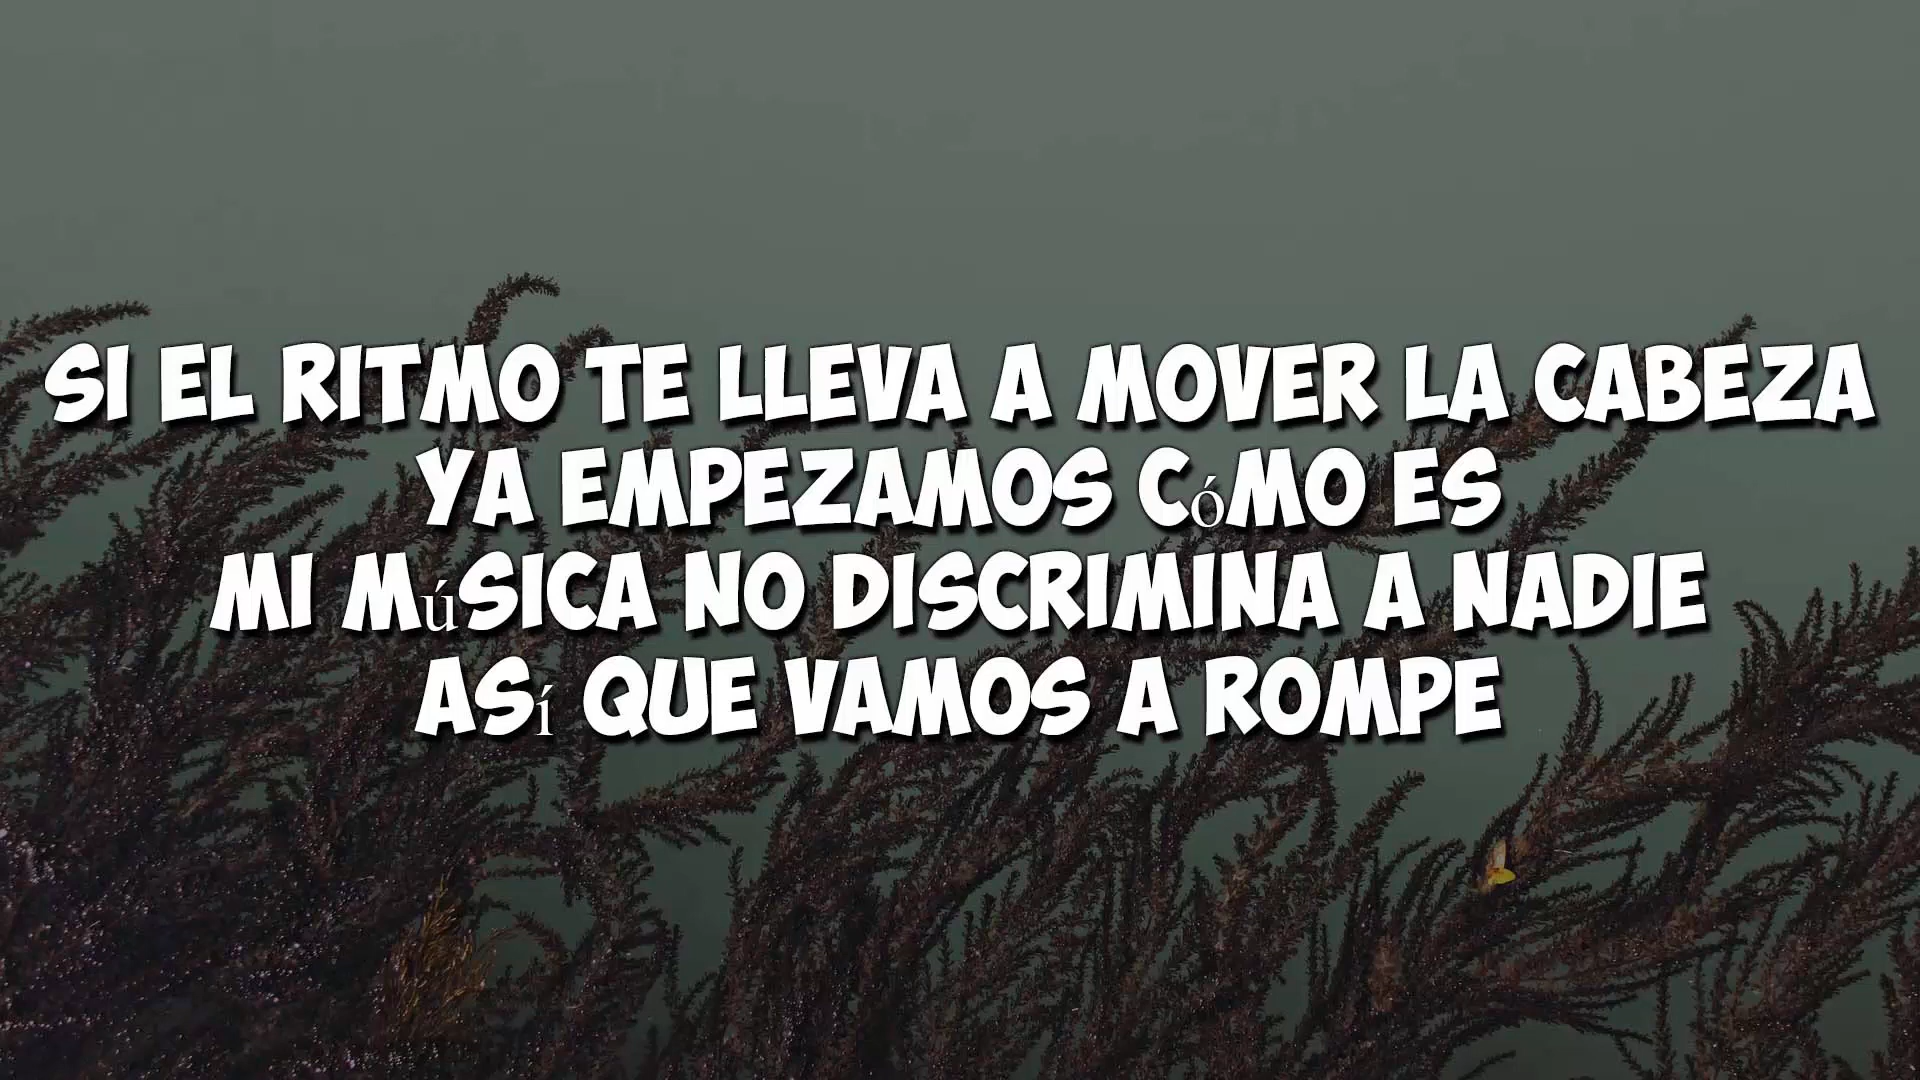 SI EL RITMO TE LLEVA A MOVER LA CABEZA
YA EMPEZAMOS CóMO ES
MI MúSICA NO DISCRIMINA A NADIE
ASí QUE VAMOS A ROMPE